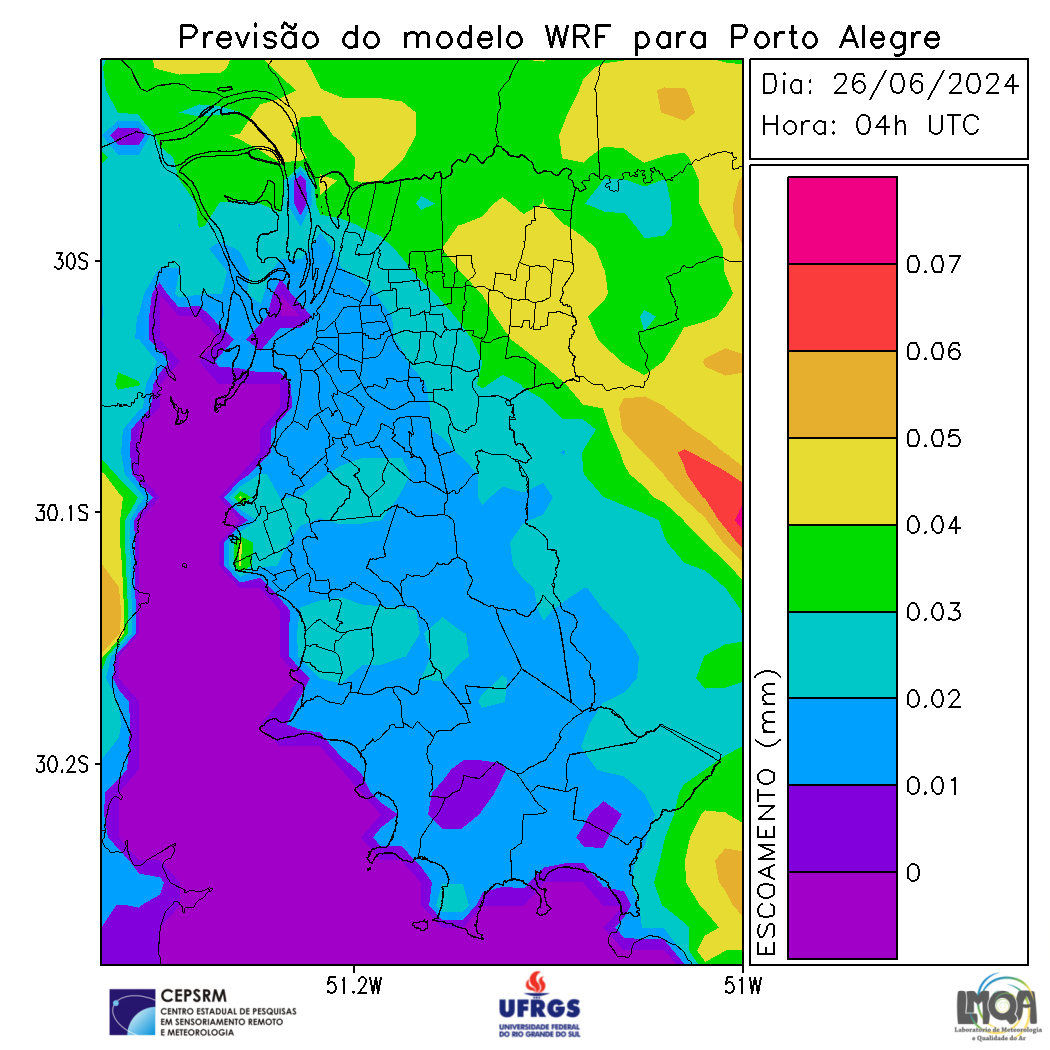 Previsão do modelo WRF para Porto Alegre
Dia: 26/06/2024
Hora: 04h UTC
30S
30.1S
30.2S
51.2W
51W
0.07
0.06
0.05
0.04
0.03
0.02
0.01
0
ESCOAMENTO (mm)
CEPSRM
CENTRO ESTADUAL DE PESQUISAS
EM SENSORIAMENTO REMOTO
E METEOROLOGIA
UFRGS
UNIVERSIDADE FEDERAL
DO RIO GRANDE DO SUL
LMQA
Laboratório de Meteorologia
e Qualidade do Ar